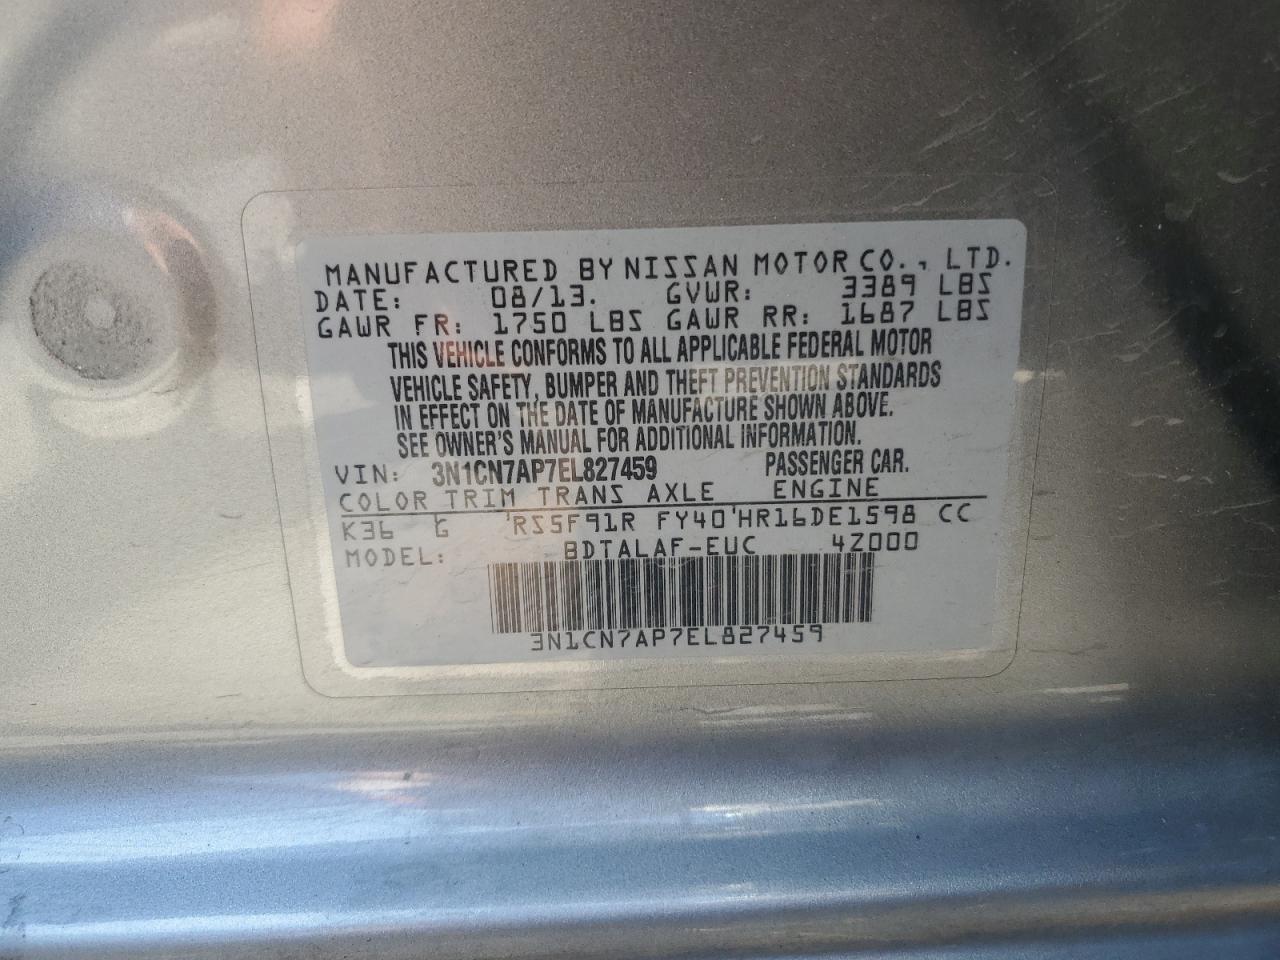 MANUFACTURED BY NISSAN MOTOR CO., LTD.
DATE: 08/13. GVWR: 3389 LBS
GAWR FR: 1750 LBS GAWR RR: 1687 LBS
THIS VEHICLE CONFORMS TO ALL APPLICABLE FEDERAL MOTOR
VEHICLE SAFETY, BUMPER AND THEFT PREVENTION STANDARDS
IN EFFECT ON THE DATE OF MANUFACTURE SHOWN ABOVE.
SEE OWNER'S MANUAL FOR ADDITIONAL INFORMATION.
VIN: 3N1CN7AP7EL827459 PASSENGER CAR.
COLOR TRIM TRANS AXLE ENGINE
K36 G RS5F91R FY40 HR16DE1598 CC
MODEL: BDTALAF-EUC 4Z000
3N1CN7AP7EL827459